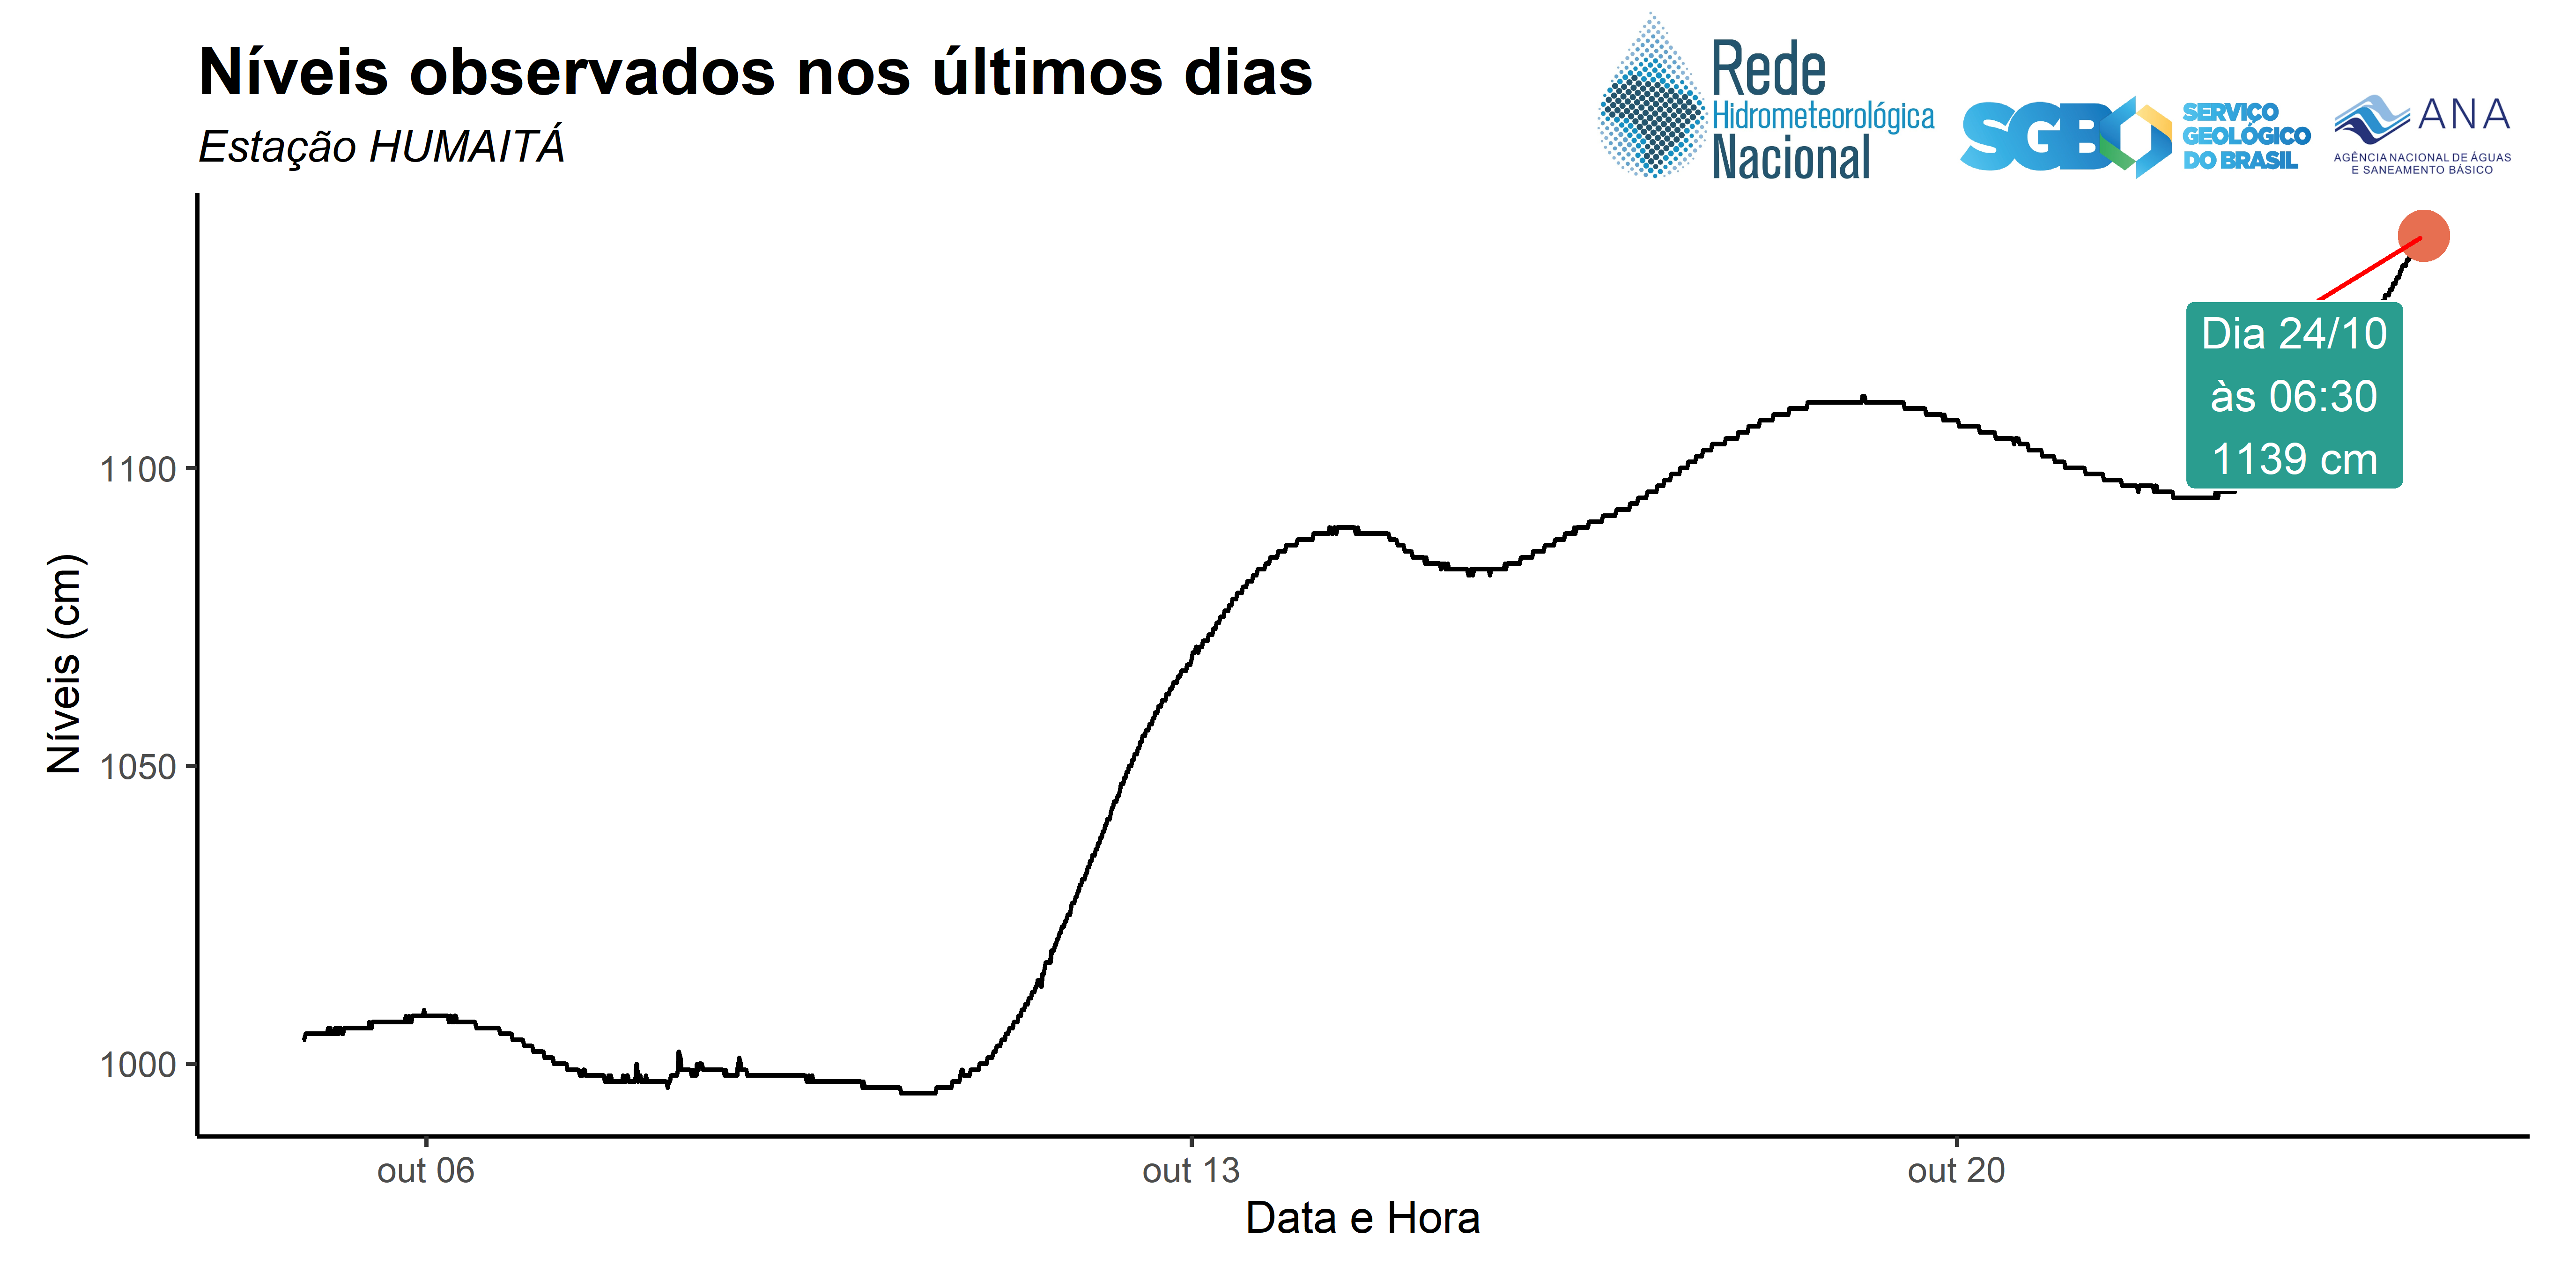 Níveis observados nos últimos dias
Estação HUMAITÁ
Rede
Hidrometeorológica
Nacional
SGB
SERVIÇO
GEOLÓGICO
DO BRASIL
ANA
AGÊNCIA NACIONAL DE ÁGUAS
E SANEAMENTO BÁSICO
Dia 24/10
às 06:30
1139 cm
Níveis (cm)
1100
1050
1000
out 06
out 13
out 20
Data e Hora